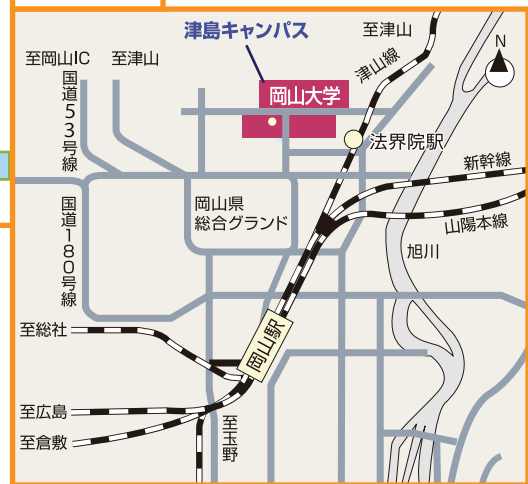 津島キャンパス
至津山
至岡山IC
至津山
津山線
N
国道53号線
岡山大学
法界院駅
新幹線
岡山県
総合グランド
山陽本線
国道180号線
旭川
至総社
岡山駅
至広島
至玉野
至倉敷